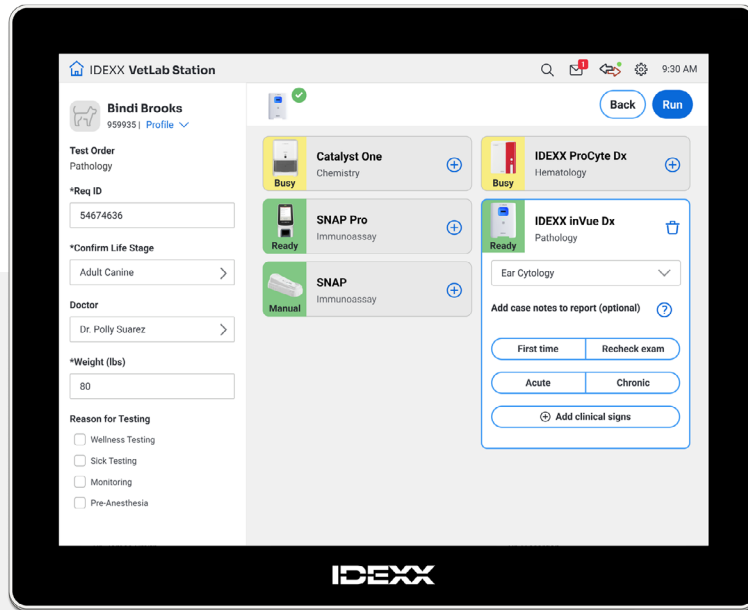 IDEXX VetLab Station
1
9:30 AM
Bindi Brooks
959935 | Profile
Test Order
Pathology
*Req ID
54674636
*Confirm Life Stage
Adult Canine
Doctor
Dr. Polly Suarez
*Weight (lbs)
80
Reason for Testing
Wellness Testing
Sick Testing
Monitoring
Pre-Anesthesia
Back
Run
Catalyst One
Chemistry
Busy
IDEXX ProCyte Dx
Hematology
Busy
SNAP Pro
Immunoassay
Ready
IDEXX inVue Dx
Pathology
Ready
SNAP
Immunoassay
Manual
Ear Cytology
Add case notes to report (optional) ?
First time
Recheck exam
Acute
Chronic
Add clinical signs
IDEXX